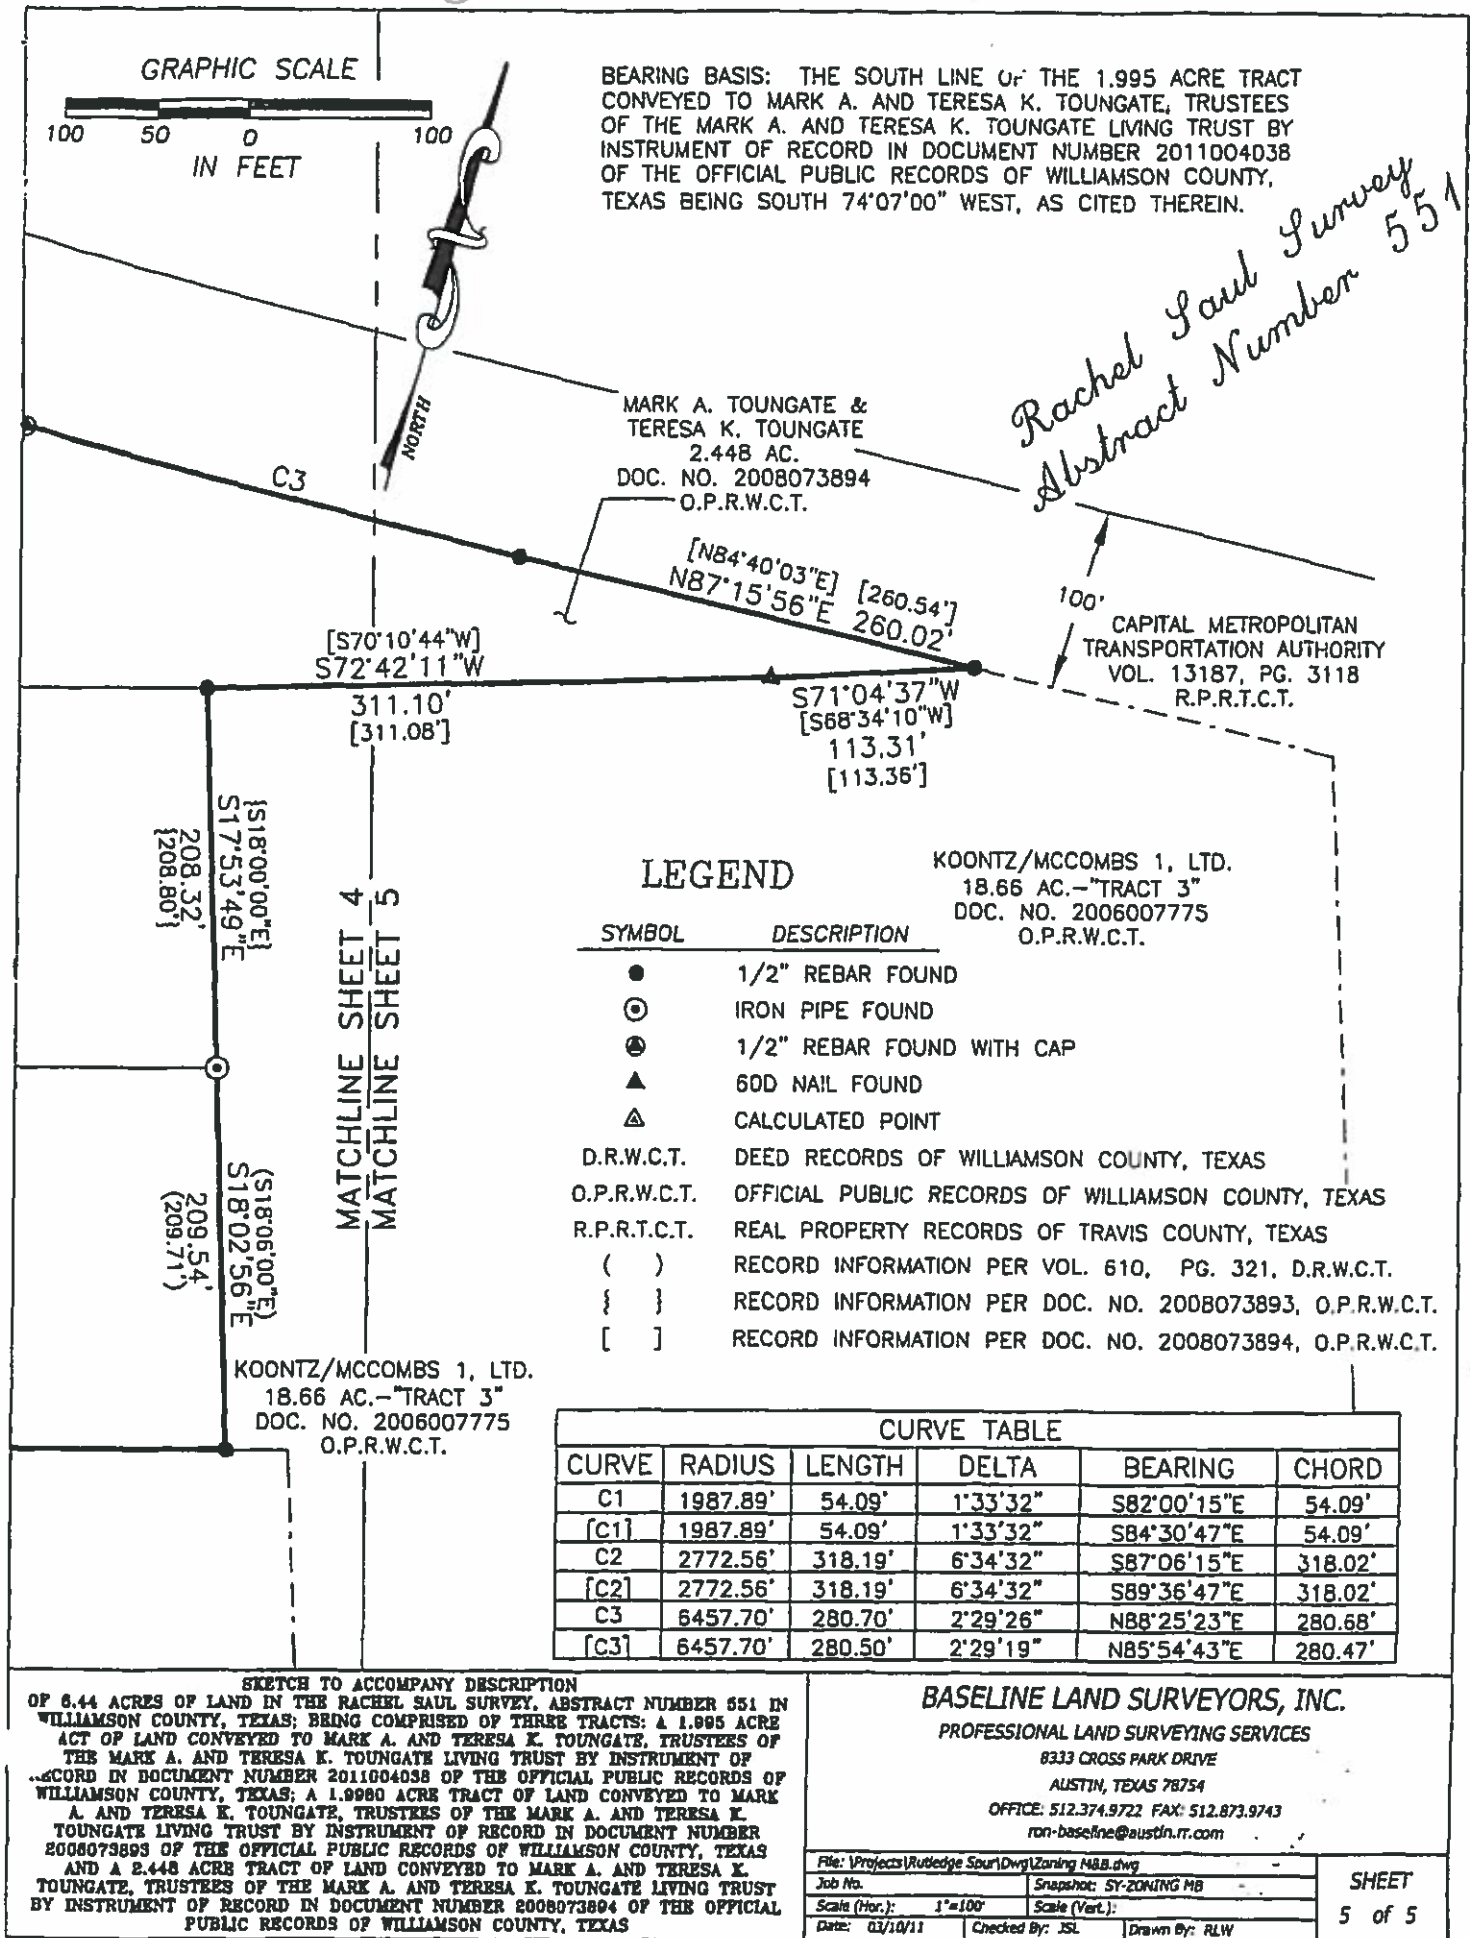 GRAPHIC SCALE
100 50 0 100
IN FEET
BEARING BASIS: THE SOUTH LINE OF THE 1.995 ACRE TRACT
CONVEYED TO MARK A. AND TERESA K. TOUNGATE, TRUSTEES
OF THE MARK A. AND TERESA K. TOUNGATE LIVING TRUST BY
INSTRUMENT OF RECORD IN DOCUMENT NUMBER 2011004038
OF THE OFFICIAL PUBLIC RECORDS OF WILLIAMSON COUNTY,
TEXAS BEING SOUTH 74°07'00" WEST, AS CITED THEREIN.
Rachel Saul Survey
Abstract Number 551
NORTH
MARK A. TOUNGATE &
TERESA K. TOUNGATE
2.448 AC.
DOC. NO. 2008073894
O.P.R.W.C.T.
C3
[N84°40'03"E] [260.54']
N87°15'56"E 260.02'
100'
CAPITAL METROPOLITAN
TRANSPORTATION AUTHORITY
VOL. 13187, PG. 3118
R.P.R.T.C.T.
[S70°10'44"W]
S72°42'11"W
311.10'
[311.08']
S71°04'37"W
[S68°34'10"W]
113.31'
[113.36']
{S18°00'00"E}
S17°53'49"E
208.32'
{208.80'}
MATCHLINE SHEET 4
MATCHLINE SHEET 5
(S18°06'00"E)
S18°02'56"E
209.54'
(209.71')
KOONTZ/MCCOMBS 1, LTD.
18.66 AC.-"TRACT 3"
DOC. NO. 2006007775
O.P.R.W.C.T.
LEGEND
SYMBOL DESCRIPTION
1/2" REBAR FOUND
IRON PIPE FOUND
1/2" REBAR FOUND WITH CAP
60D NAIL FOUND
CALCULATED POINT
D.R.W.C.T. DEED RECORDS OF WILLIAMSON COUNTY, TEXAS
O.P.R.W.C.T. OFFICIAL PUBLIC RECORDS OF WILLIAMSON COUNTY, TEXAS
R.P.R.T.C.T. REAL PROPERTY RECORDS OF TRAVIS COUNTY, TEXAS
( ) RECORD INFORMATION PER VOL. 610, PG. 321, D.R.W.C.T.
{ } RECORD INFORMATION PER DOC. NO. 2008073893, O.P.R.W.C.T.
[ ] RECORD INFORMATION PER DOC. NO. 2008073894, O.P.R.W.C.T.
KOONTZ/MCCOMBS 1, LTD.
18.66 AC.-"TRACT 3"
DOC. NO. 2006007775
O.P.R.W.C.T.
CURVE TABLE
CURVE RADIUS LENGTH DELTA BEARING CHORD
C1 1987.89' 54.09' 1°33'32" S82°00'15"E 54.09'
[C1] 1987.89' 54.09' 1°33'32" S84°30'47"E 54.09'
C2 2772.56' 318.19' 6°34'32" S87°06'15"E 318.02'
[C2] 2772.56' 318.19' 6°34'32" S89°36'47"E 318.02'
C3 6457.70' 280.70' 2°29'26" N88°25'23"E 280.68'
[C3] 6457.70' 280.50' 2°29'19" N85°54'43"E 280.47'
SKETCH TO ACCOMPANY DESCRIPTION
OF 6.44 ACRES OF LAND IN THE RACHEL SAUL SURVEY, ABSTRACT NUMBER 551 IN
WILLIAMSON COUNTY, TEXAS; BEING COMPRISED OF THREE TRACTS: A 1.995 ACRE
ACT OF LAND CONVEYED TO MARK A. AND TERESA K. TOUNGATE, TRUSTEES OF
THE MARK A. AND TERESA K. TOUNGATE LIVING TRUST BY INSTRUMENT OF
CORD IN DOCUMENT NUMBER 2011004038 OF THE OFFICIAL PUBLIC RECORDS OF
WILLIAMSON COUNTY, TEXAS; A 1.9980 ACRE TRACT OF LAND CONVEYED TO MARK
A. AND TERESA K. TOUNGATE, TRUSTEES OF THE MARK A. AND TERESA K.
TOUNGATE LIVING TRUST BY INSTRUMENT OF RECORD IN DOCUMENT NUMBER
2008073893 OF THE OFFICIAL PUBLIC RECORDS OF WILLIAMSON COUNTY, TEXAS
AND A 2.448 ACRE TRACT OF LAND CONVEYED TO MARK A. AND TERESA K.
TOUNGATE, TRUSTEES OF THE MARK A. AND TERESA K. TOUNGATE LIVING TRUST
BY INSTRUMENT OF RECORD IN DOCUMENT NUMBER 2008073894 OF THE OFFICIAL
PUBLIC RECORDS OF WILLIAMSON COUNTY, TEXAS
BASELINE LAND SURVEYORS, INC.
PROFESSIONAL LAND SURVEYING SERVICES
8333 CROSS PARK DRIVE
AUSTIN, TEXAS 78754
OFFICE: 512.374.9722 FAX: 512.873.9743
ron-baseline@austin.rr.com
File: \Projects\Rutledge Spur\Dwg\Zoning M&B.dwg
Job No. Snapshot: SY-ZONING MB
Scale (Hor.): 1"=100' Scale (Vert.):
Date: 03/10/11 Checked By: JSL Drawn By: RLW
SHEET
5 of 5